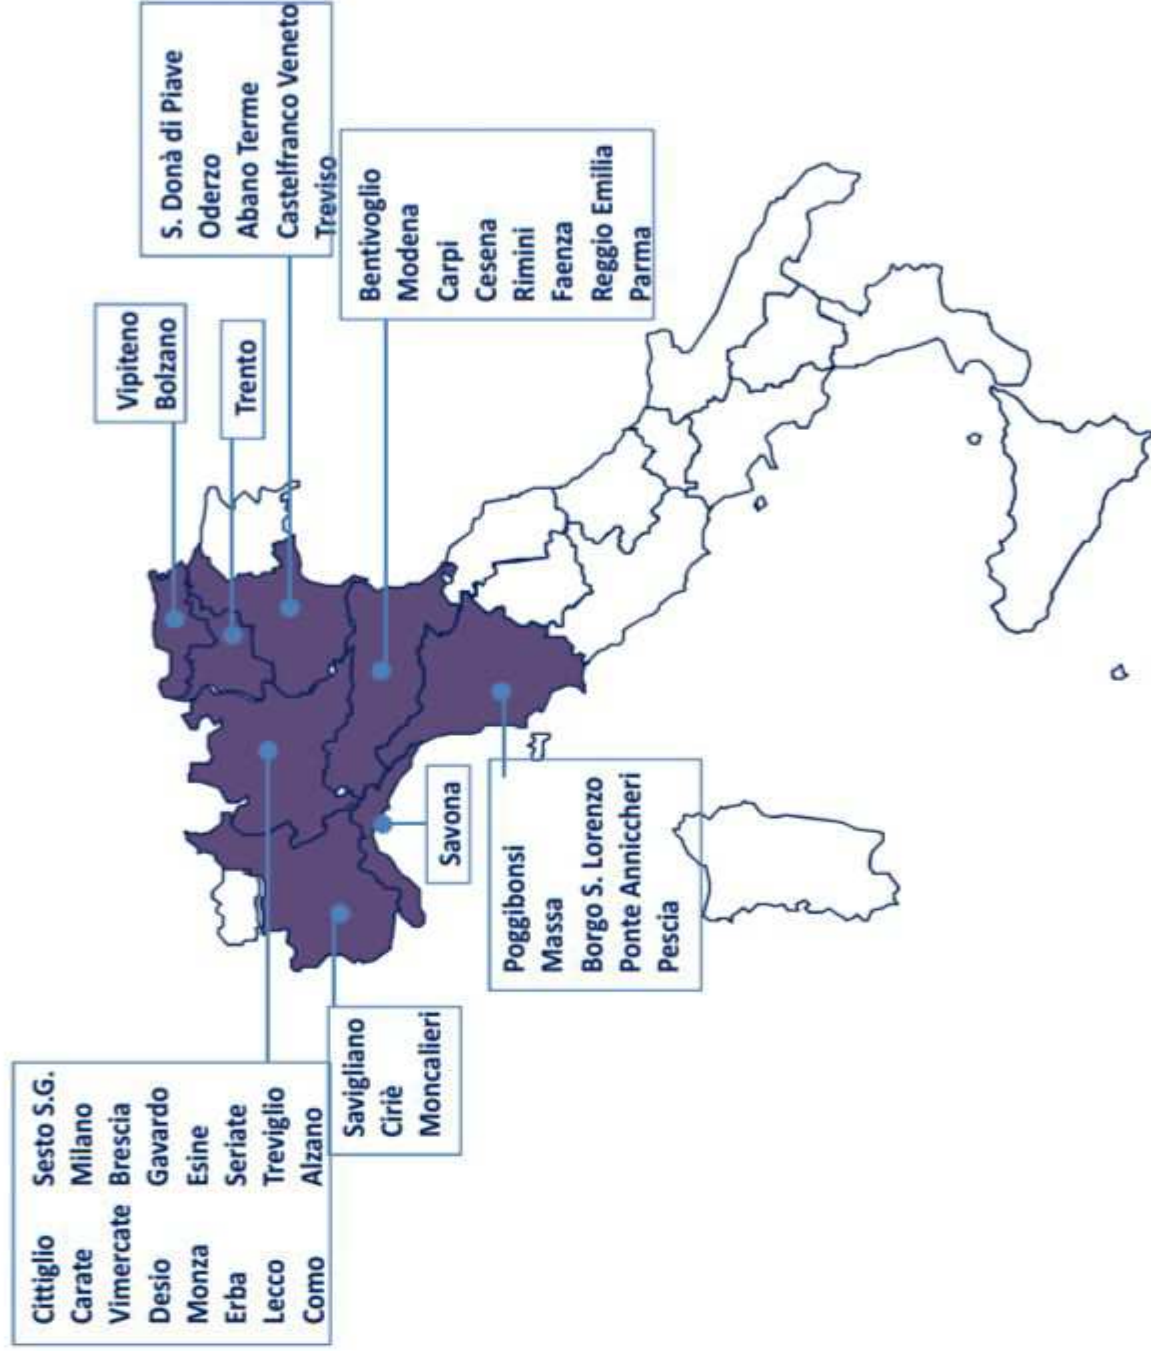 Cittiglio Sesto S.G.
Carate Milano
Vimercate Brescia
Desio Gavardo
Monza Esine
Erba Seriate
Lecco Treviglio
Como Alzano
Savigliano
Ciriè
Moncalieri
Vipiteno
Bolzano
Trento
S. Donà di Piave
Oderzo
Abano Terme
Castelfranco Veneto
Treviso
Bentivoglio
Modena
Carpi
Cesena
Rimini
Faenza
Reggio Emilia
Parma
Savona
Poggibonsi
Massa
Borgo S. Lorenzo
Ponte Anniccheri
Pescia